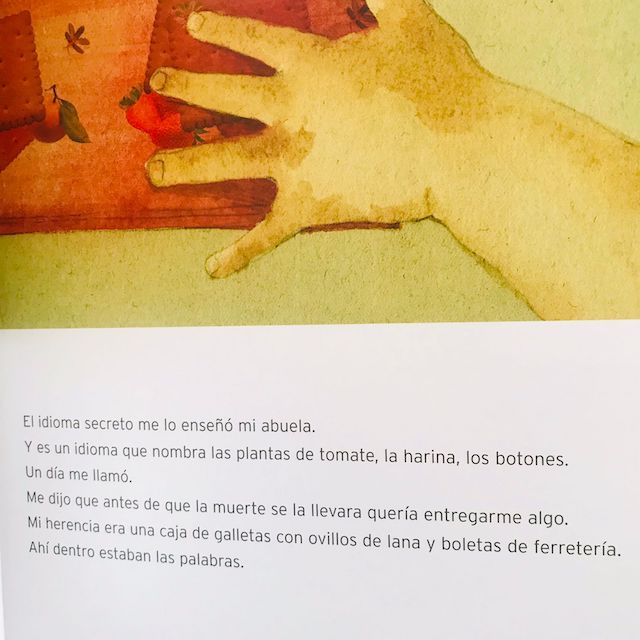 El idioma secreto me lo enseñó mi abuela.
Y es un idioma que nombra las plantas de tomate, la harina, los botones.
Un día me llamó.
Me dijo que antes de que la muerte se la llevara quería entregarme algo.
Mi herencia era una caja de galletas con ovillos de lana y boletas de ferretería.
Ahí dentro estaban las palabras.